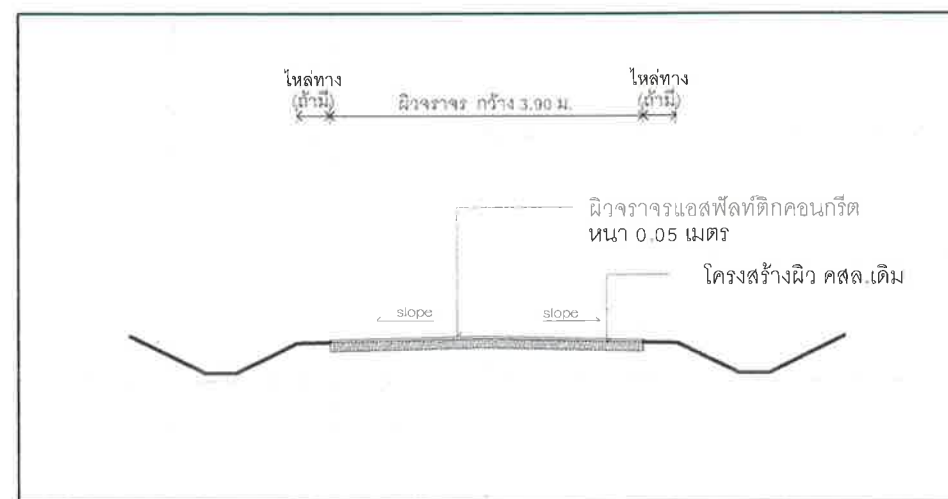 ไหล่ทาง ไหล่ทาง
(ถ้ามี) ผิวจราจร กว้าง 3.90 ม. (ถ้ามี)
ผิวจราจรแอสฟัลท์ติกคอนกรีต
หนา 0.05 เมตร
โครงสร้างผิว คสล.เดิม
slope slope